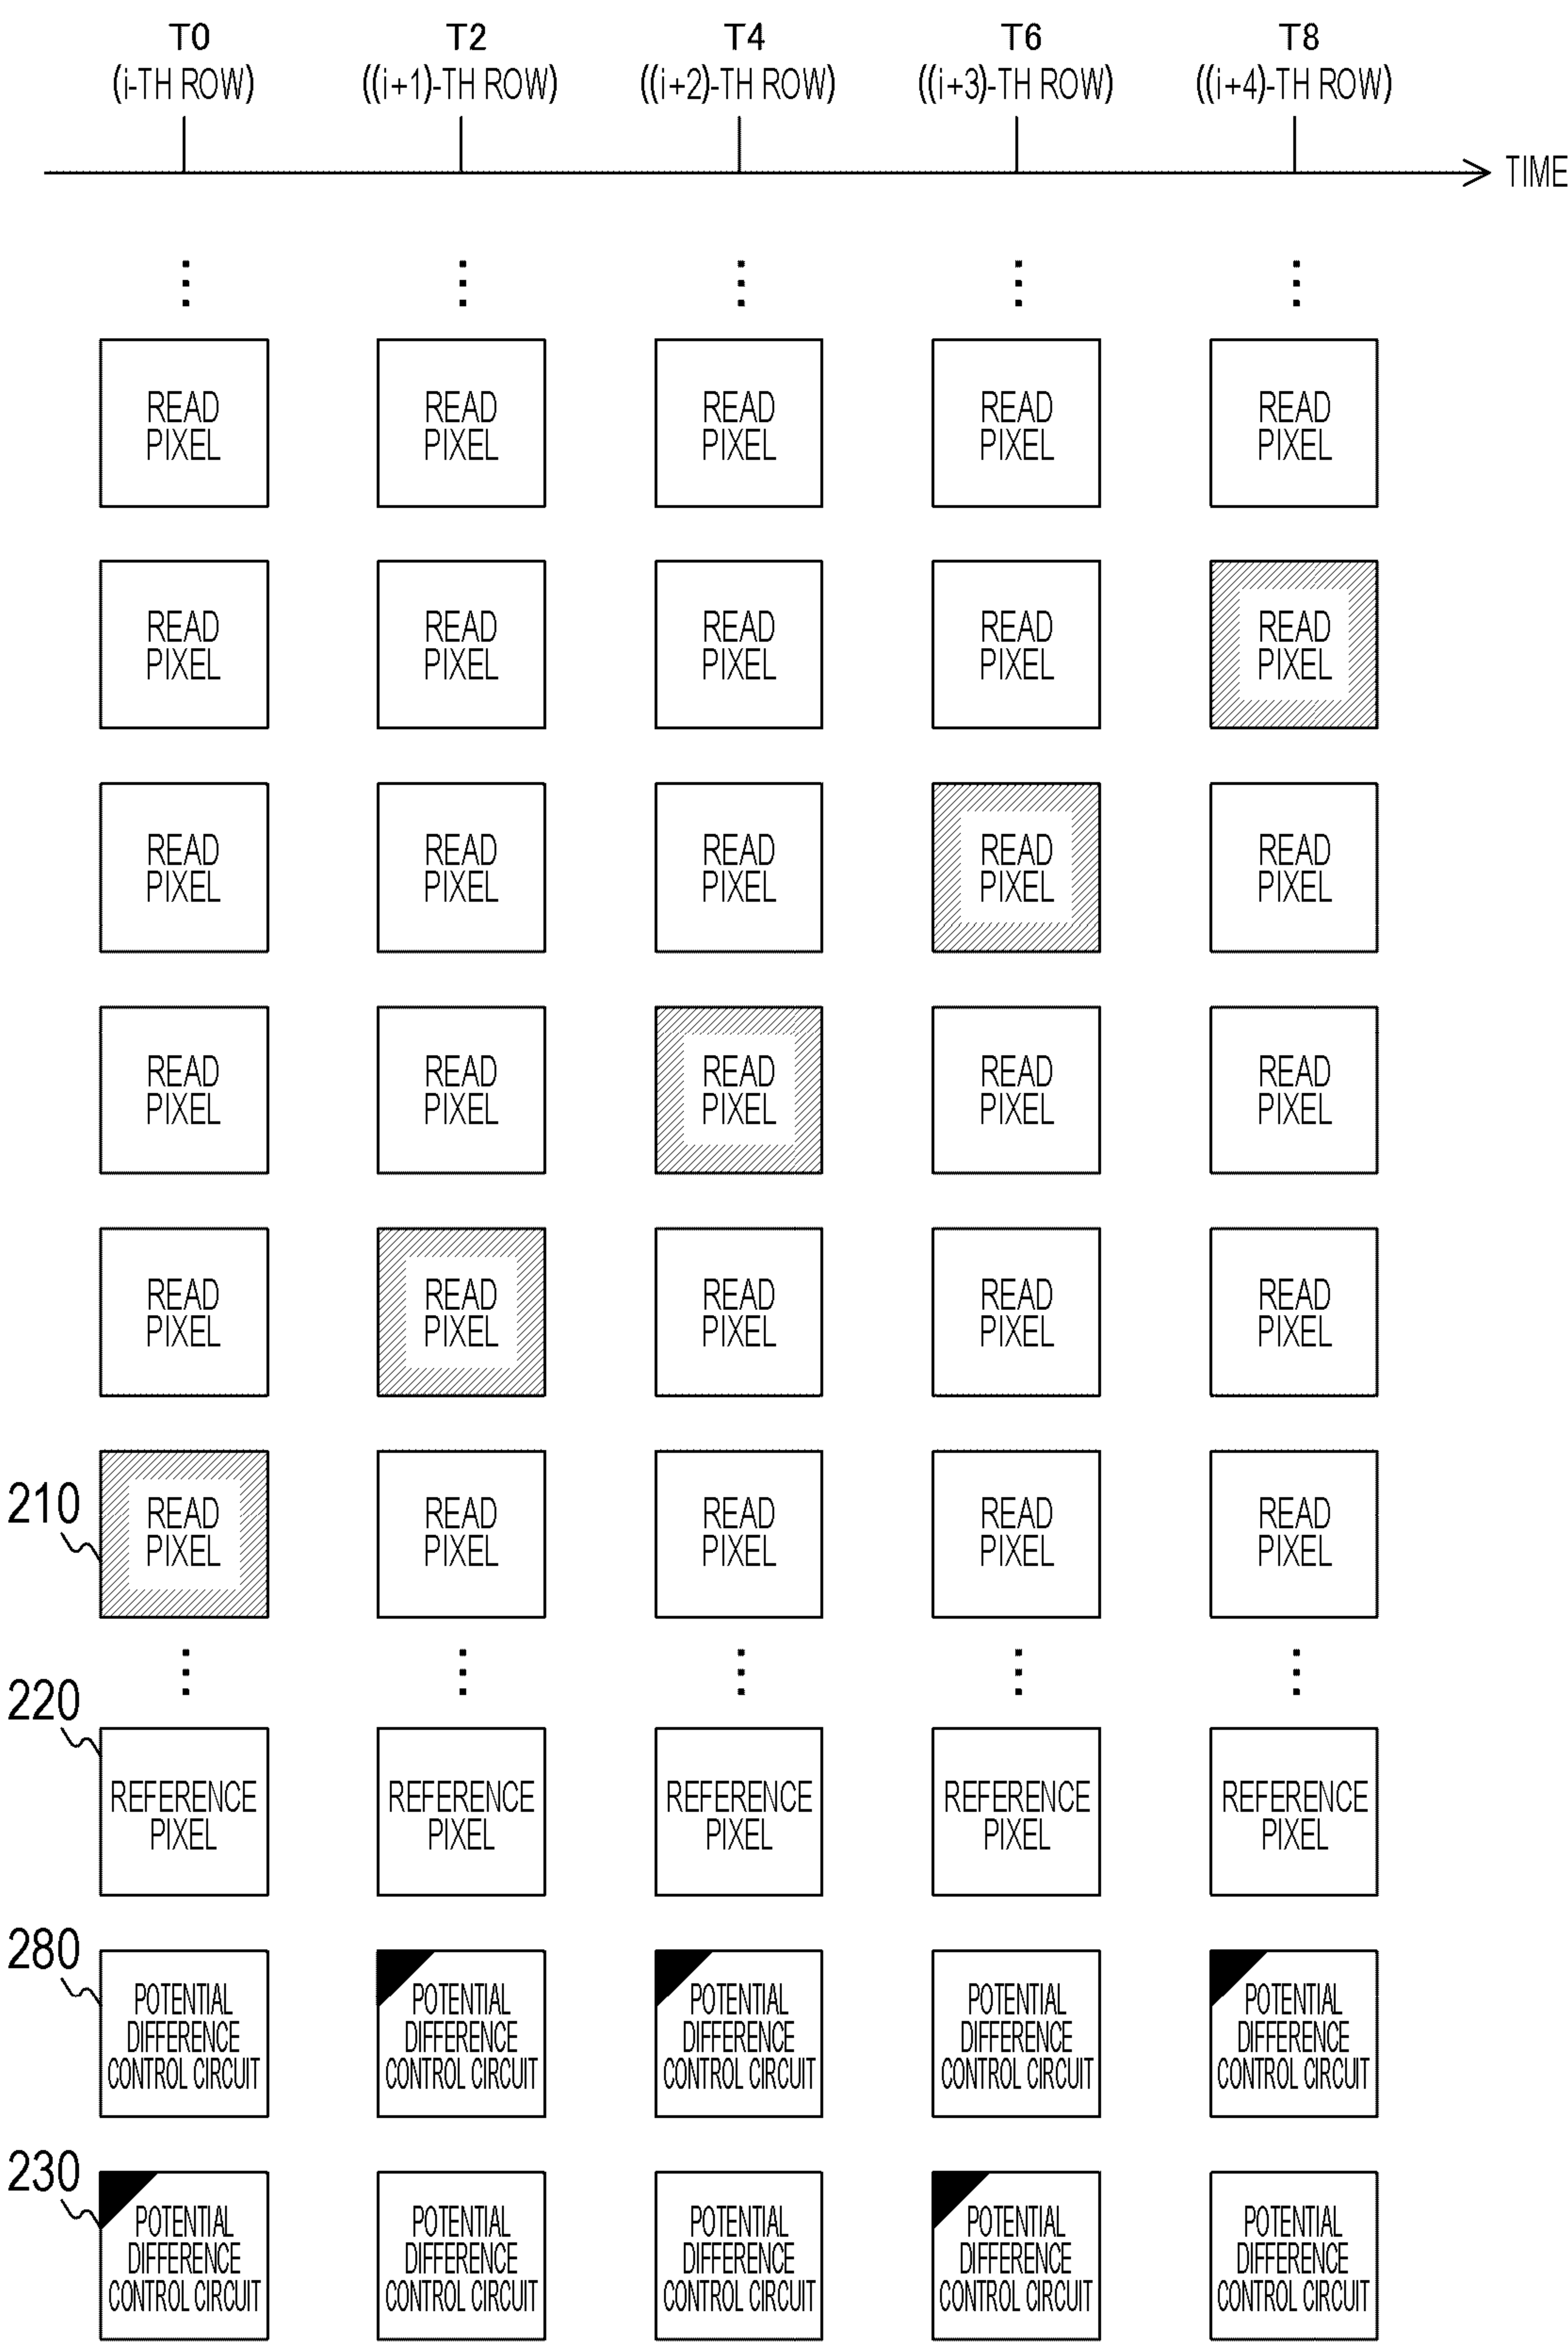 T0 T2 T4 T6 T8
(i-TH ROW) ((i+1)-TH ROW) ((i+2)-TH ROW) ((i+3)-TH ROW) ((i+4)-TH ROW)
TIME
READ READ READ READ READ
PIXEL PIXEL PIXEL PIXEL PIXEL
READ READ READ READ READ
PIXEL PIXEL PIXEL PIXEL PIXEL
READ READ READ READ READ
PIXEL PIXEL PIXEL PIXEL PIXEL
READ READ READ READ READ
PIXEL PIXEL PIXEL PIXEL PIXEL
READ READ READ READ READ
PIXEL PIXEL PIXEL PIXEL PIXEL
210
READ READ READ READ READ
PIXEL PIXEL PIXEL PIXEL PIXEL
220
REFERENCE REFERENCE REFERENCE REFERENCE REFERENCE
PIXEL PIXEL PIXEL PIXEL PIXEL
280
POTENTIAL POTENTIAL POTENTIAL POTENTIAL POTENTIAL
DIFFERENCE DIFFERENCE DIFFERENCE DIFFERENCE DIFFERENCE
CONTROL CIRCUIT CONTROL CIRCUIT CONTROL CIRCUIT CONTROL CIRCUIT CONTROL CIRCUIT
230
POTENTIAL POTENTIAL POTENTIAL POTENTIAL POTENTIAL
DIFFERENCE DIFFERENCE DIFFERENCE DIFFERENCE DIFFERENCE
CONTROL CIRCUIT CONTROL CIRCUIT CONTROL CIRCUIT CONTROL CIRCUIT CONTROL CIRCUIT